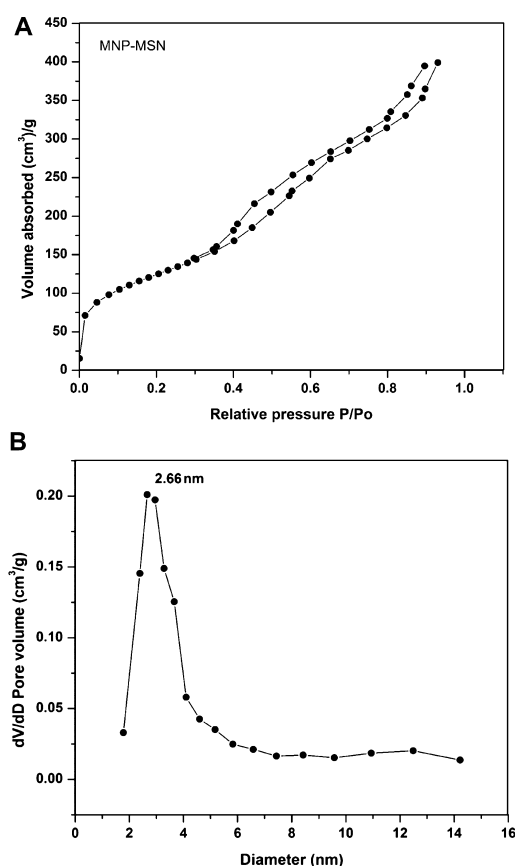 A
MNP-MSN
450
400
350
300
250
200
150
100
50
0
Volume absorbed (cm³)/g
0.0 0.2 0.4 0.6 0.8 1.0
Relative pressure P/Po
B
2.66 nm
0.20
0.15
0.10
0.05
0.00
dV/dD Pore volume (cm³/g)
0 2 4 6 8 10 12 14 16
Diameter (nm)